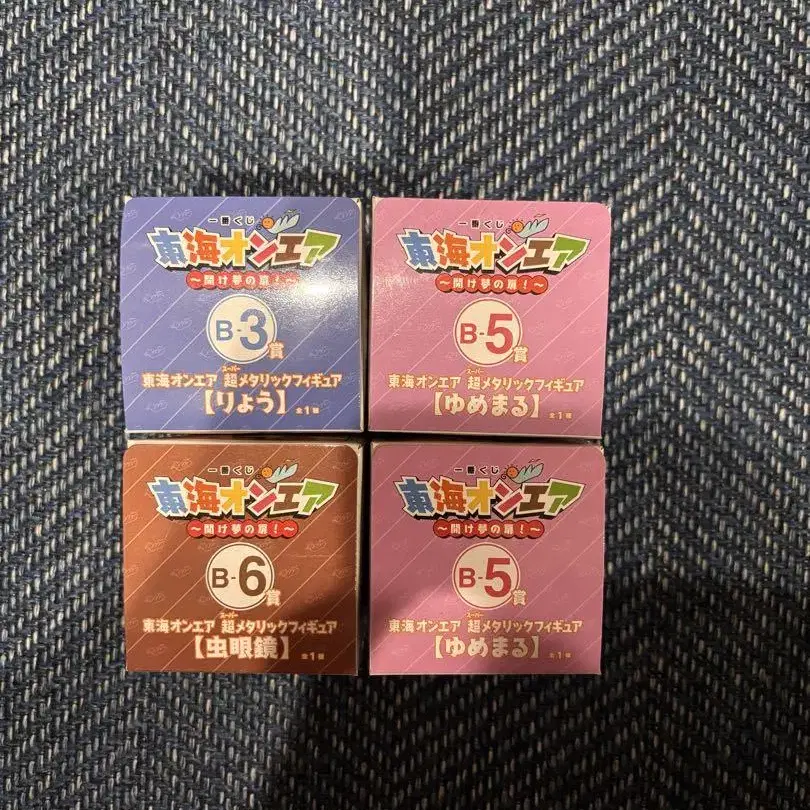 一番くじ
東海オンエア
～開け夢の扉！～
B-3賞
スーパー
東海オンエア 超メタリックフィギュア
【りょう】 全1種
一番くじ
東海オンエア
～開け夢の扉！～
B-5賞
スーパー
東海オンエア 超メタリックフィギュア
【ゆめまる】 全1種
一番くじ
東海オンエア
～開け夢の扉！～
B-6賞
スーパー
東海オンエア 超メタリックフィギュア
【虫眼鏡】 全1種
一番くじ
東海オンエア
～開け夢の扉！～
B-5賞
スーパー
東海オンエア 超メタリックフィギュア
【ゆめまる】 全1種